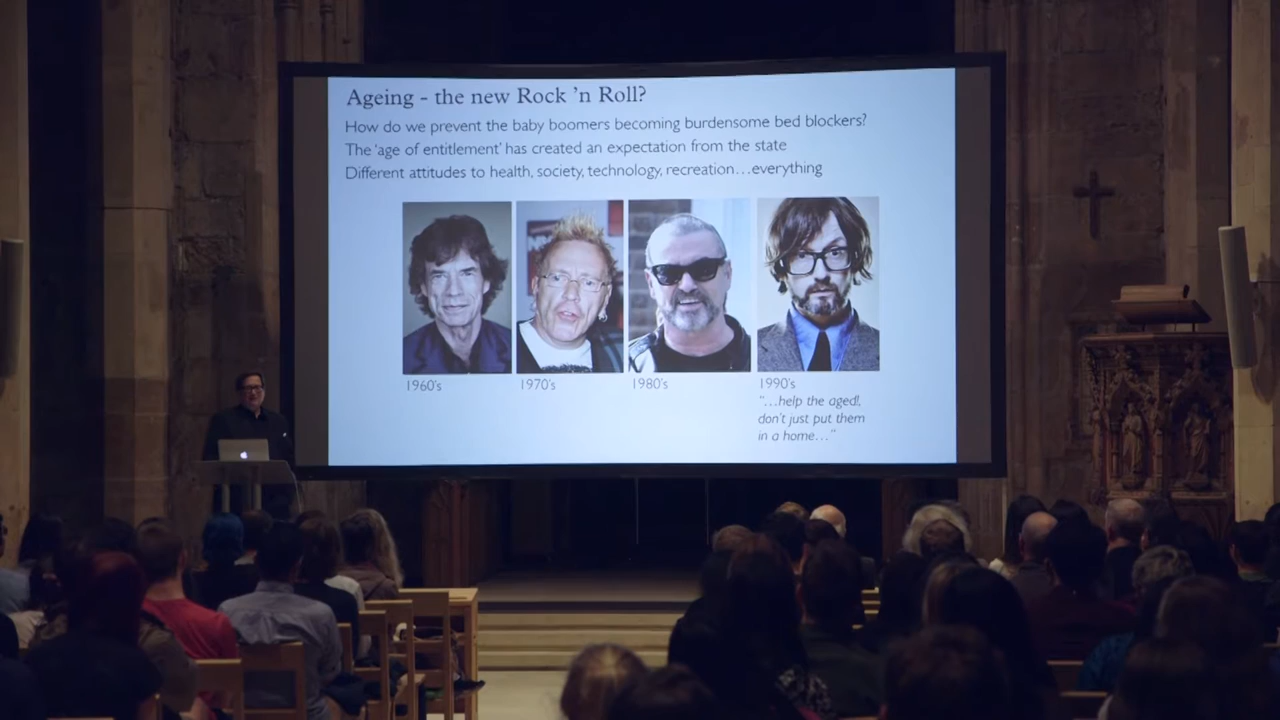 Ageing - the new Rock 'n Roll?
How do we prevent the baby boomers becoming burdensome bed blockers?
The 'age of entitlement' has created an expectation from the state
Different attitudes to health, society, technology, recreation...everything
1960's
1970's
1980's
1990's
"...help the aged!,
don't just put them
in a home..."